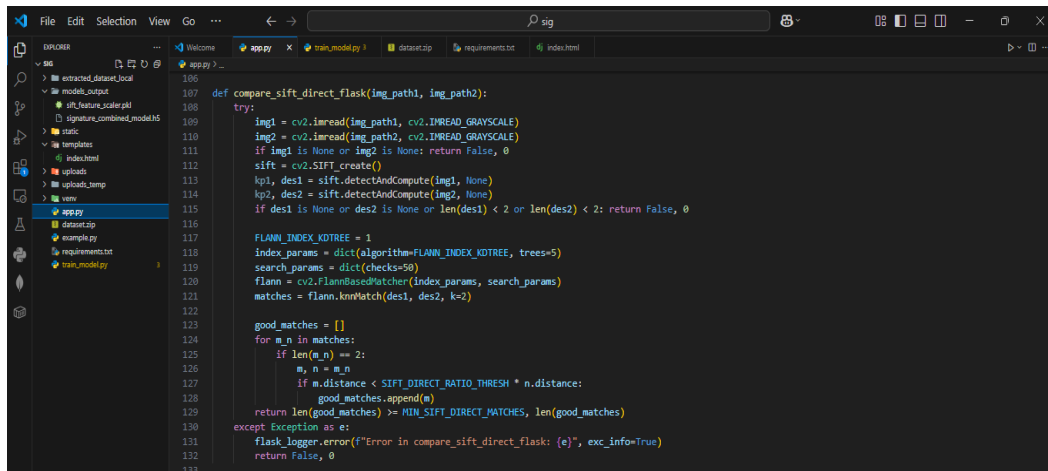 File Edit Selection View Go ··· sig
EXPLORER ··· Welcome app.py × train_model.py 3 dataset.zip requirements.txt index.html
SIG app.py > _
extracted_dataset_local
models_output
sift_feature_scaler.pkl
signature_combined_model.h5
static
templates
index.html
uploads
uploads_temp
venv
app.py
dataset.zip
example.py
requirements.txt
train_model.py 3
106
107 def compare_sift_direct_flask(img_path1, img_path2):
108 try:
109 img1 = cv2.imread(img_path1, cv2.IMREAD_GRAYSCALE)
110 img2 = cv2.imread(img_path2, cv2.IMREAD_GRAYSCALE)
111 if img1 is None or img2 is None: return False, 0
112 sift = cv2.SIFT_create()
113 kp1, des1 = sift.detectAndCompute(img1, None)
114 kp2, des2 = sift.detectAndCompute(img2, None)
115 if des1 is None or des2 is None or len(des1) < 2 or len(des2) < 2: return False, 0
116
117 FLANN_INDEX_KDTREE = 1
118 index_params = dict(algorithm=FLANN_INDEX_KDTREE, trees=5)
119 search_params = dict(checks=50)
120 flann = cv2.FlannBasedMatcher(index_params, search_params)
121 matches = flann.knnMatch(des1, des2, k=2)
122
123 good_matches = []
124 for m_n in matches:
125 if len(m_n) == 2:
126 m, n = m_n
127 if m.distance < SIFT_DIRECT_RATIO_THRESH * n.distance:
128 good_matches.append(m)
129 return len(good_matches) >= MIN_SIFT_DIRECT_MATCHES, len(good_matches)
130 except Exception as e:
131 flask_logger.error(f"Error in compare_sift_direct_flask: {e}", exc_info=True)
132 return False, 0
133